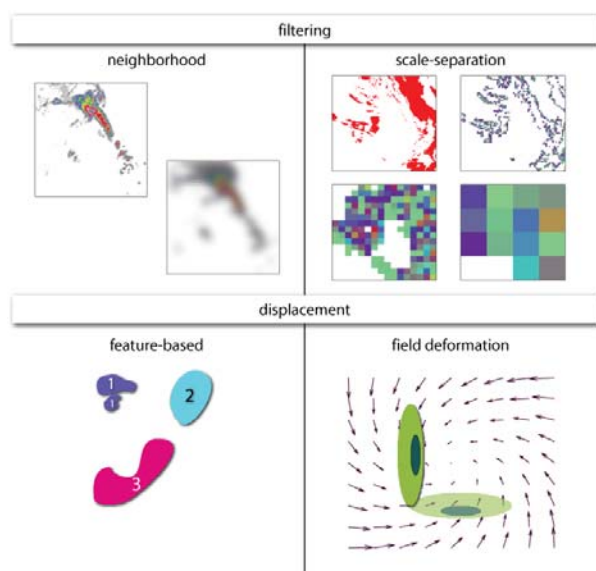 filtering
neighborhood
scale-separation
displacement
feature-based
field deformation
1
1
2
3